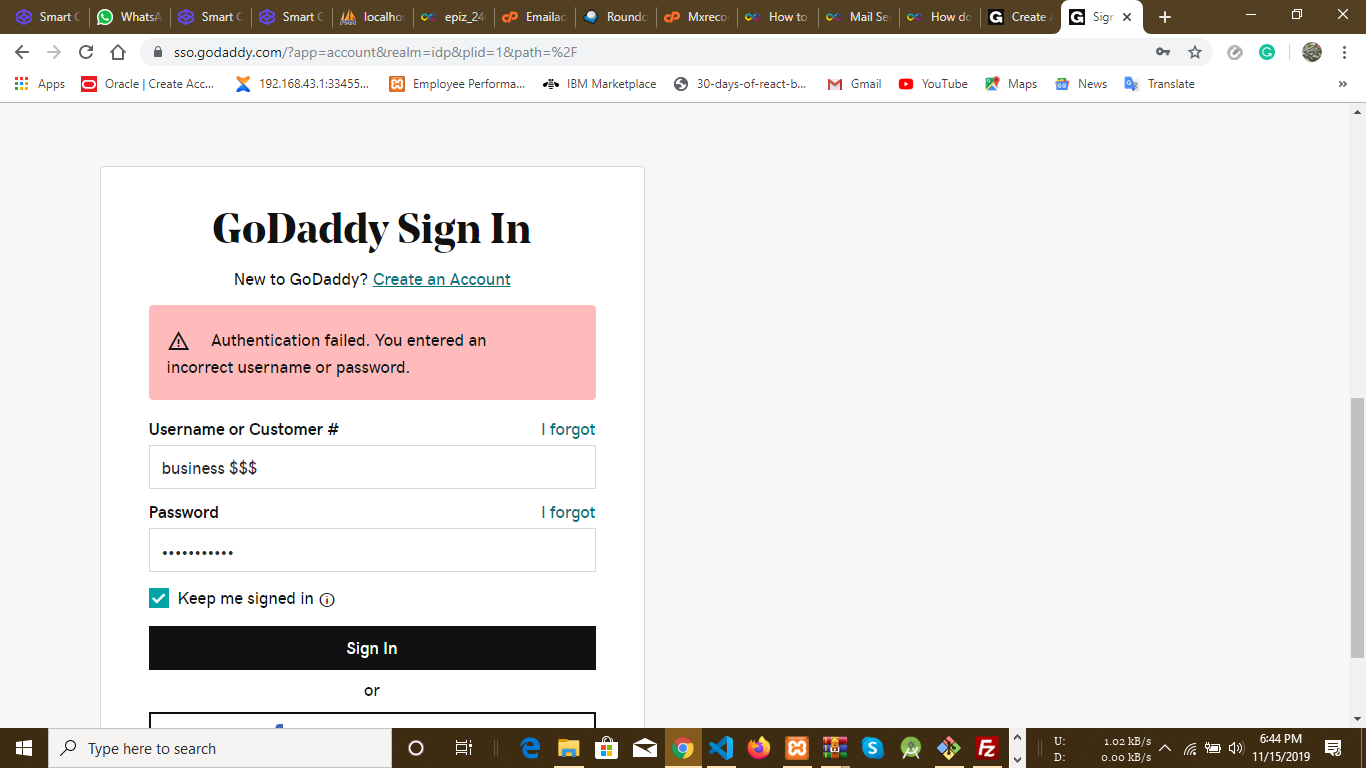 Smart C
WhatsA
Smart C
Smart C
localhos
epiz_24
Emailac
Roundc
Mxreco
How to
Mail Se
How do
Create A
Sign
sso.godaddy.com/?app=account&realm=idp&plid=1&path=%2F
Apps
Oracle | Create Acc...
192.168.43.1:33455...
Employee Performa...
IBM Marketplace
30-days-of-react-b...
Gmail
YouTube
Maps
News
Translate
»
GoDaddy Sign In
New to GoDaddy? Create an Account
Authentication failed. You entered an
incorrect username or password.
Username or Customer #
I forgot
business $$$
Password
I forgot
•••••••••••
Keep me signed in
Sign In
or
Type here to search
U: 1.02 kB/s
D: 0.00 kB/s
6:44 PM
11/15/2019